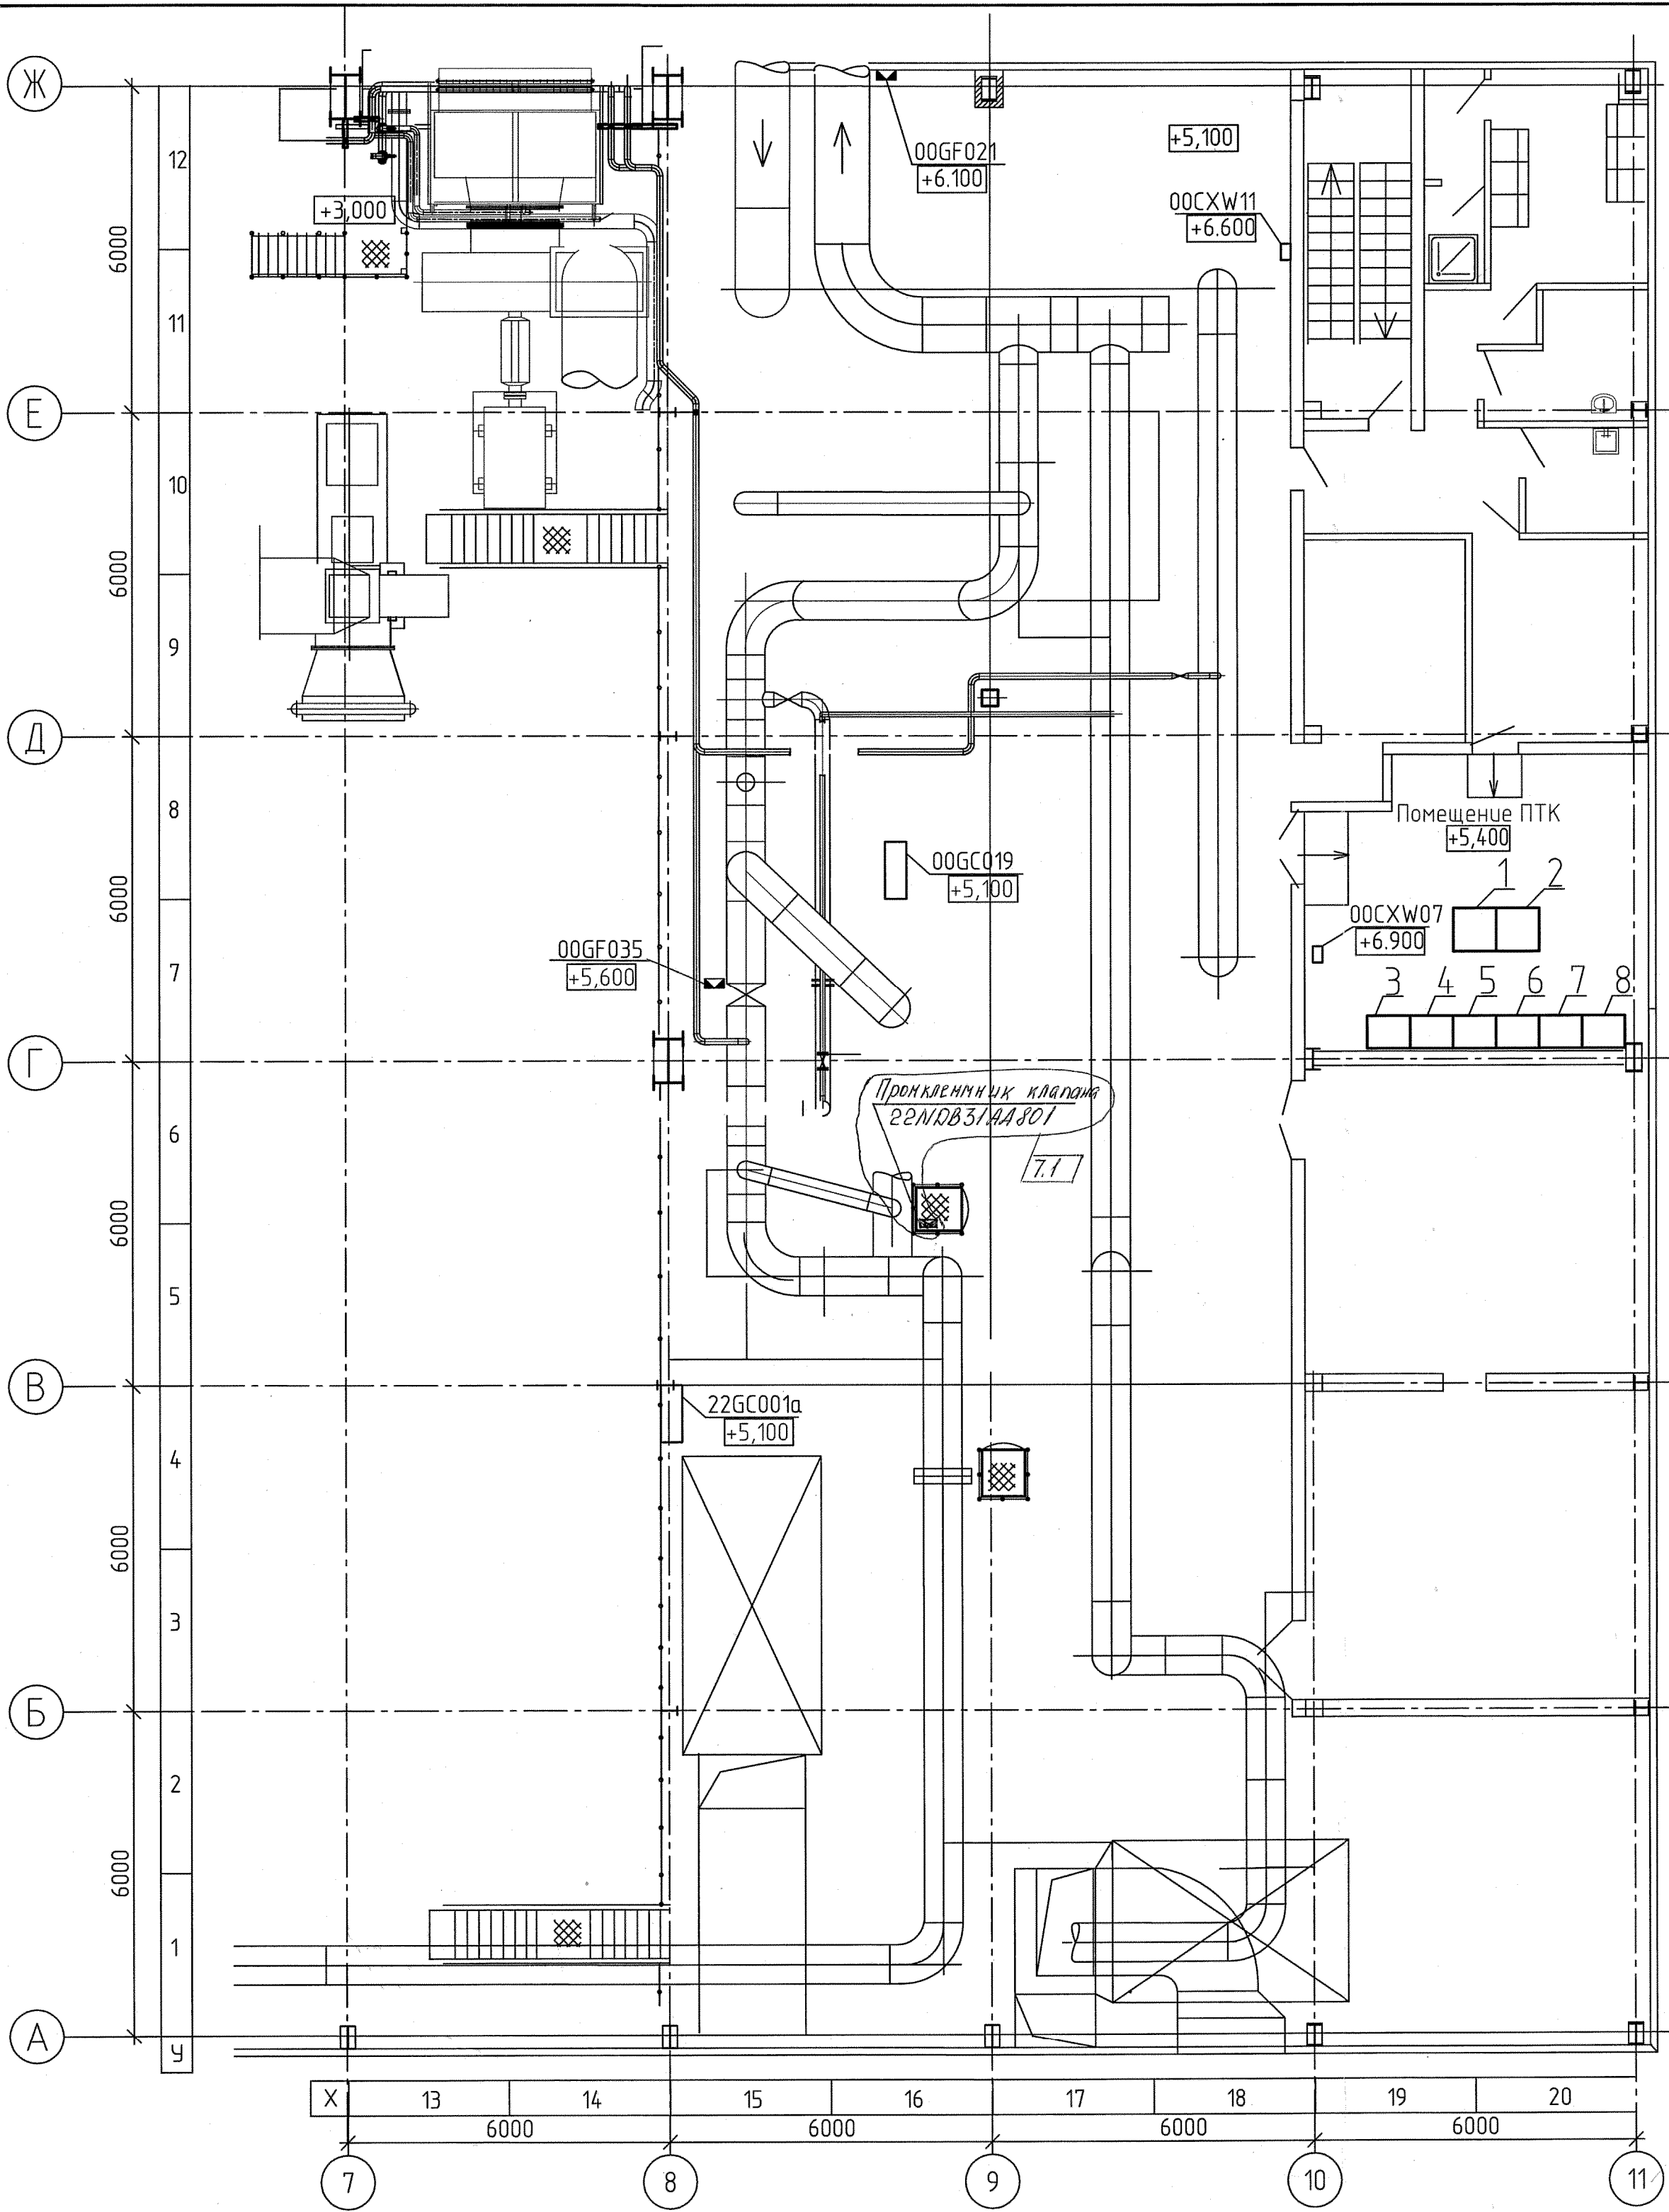 Ж
12
00GF021
+6.100
+5,100
00CXW11
+6.600
+3,000
6000
11
Е
10
6000
9
Д
8
Помещение ПТК
+5,400
00GC019
+5,100
1 2
6000
00CXW07
+6.900
00GF035
+5,600
7
3 4 5 6 7 8
Г
клапана
22NDB31AA801
7.1
6
6000
5
В
22GC001а
+5,100
4
6000
3
Б
2
6000
1
А
У
Х 13 14 15 16 17 18 19 20
6000 6000 6000 6000
7 8 9 10 11